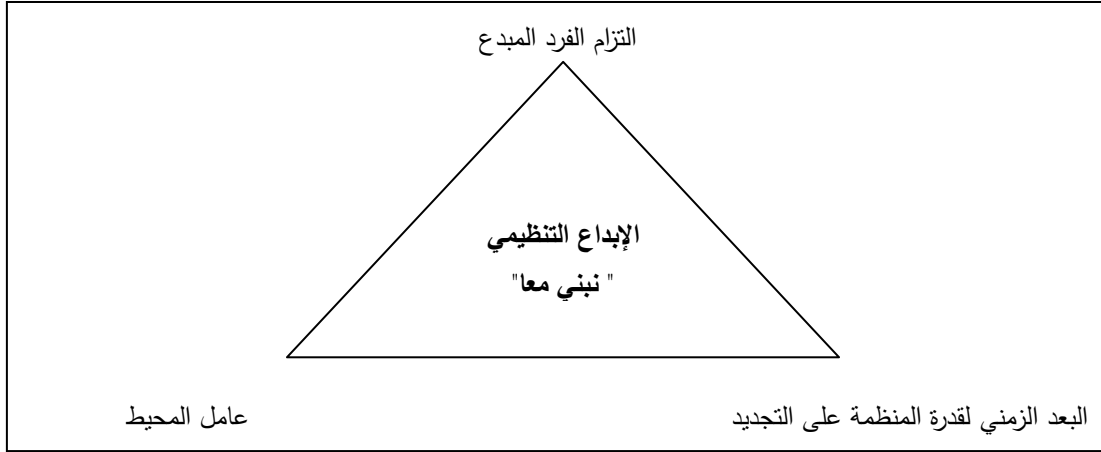 التزام الفرد المبدع
الإبداع التنظيمي
" نبني معا"
البعد الزمني لقدرة المنظمة على التجديد
عامل المحيط